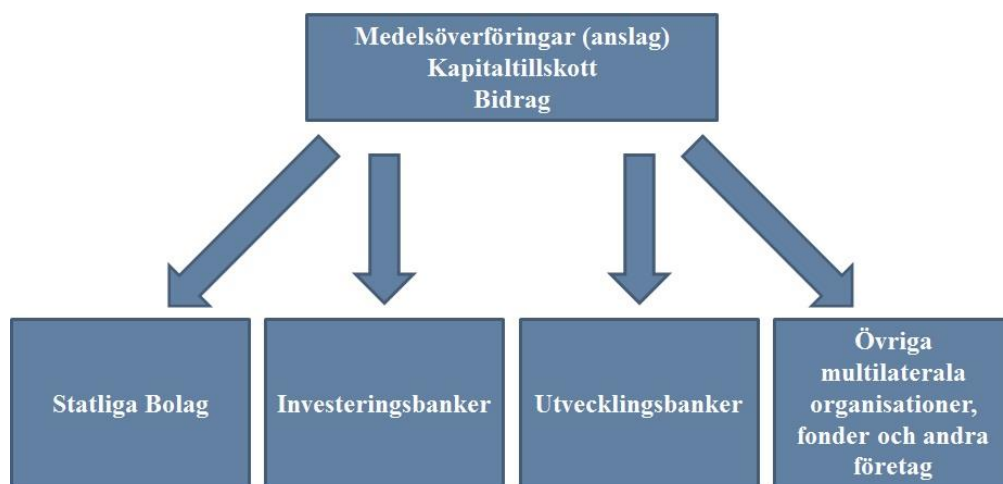 Medelsöverföringar (anslag)
Kapitaltillskott
Bidrag
Statliga Bolag
Investeringsbanker
Utvecklingsbanker
Övriga
multilaterala
organisationer,
fonder och andra
företag